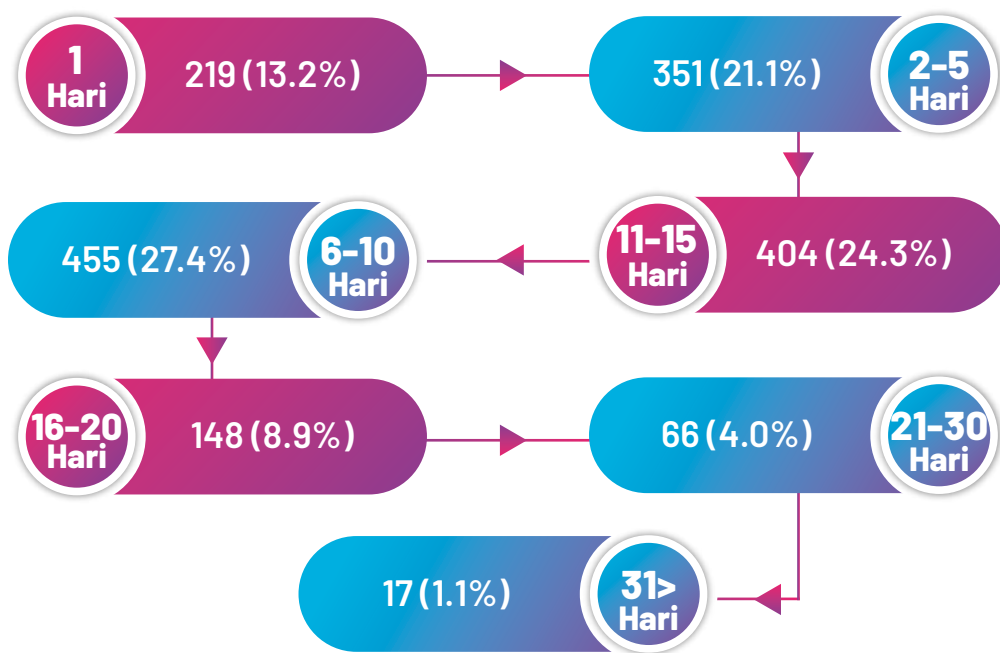 1
Hari
219 (13.2%)
351 (21.1%)
2-5
Hari
455 (27.4%)
6-10
Hari
11-15
Hari
404 (24.3%)
16-20
Hari
148 (8.9%)
66 (4.0%)
21-30
Hari
17 (1.1%)
31>
Hari